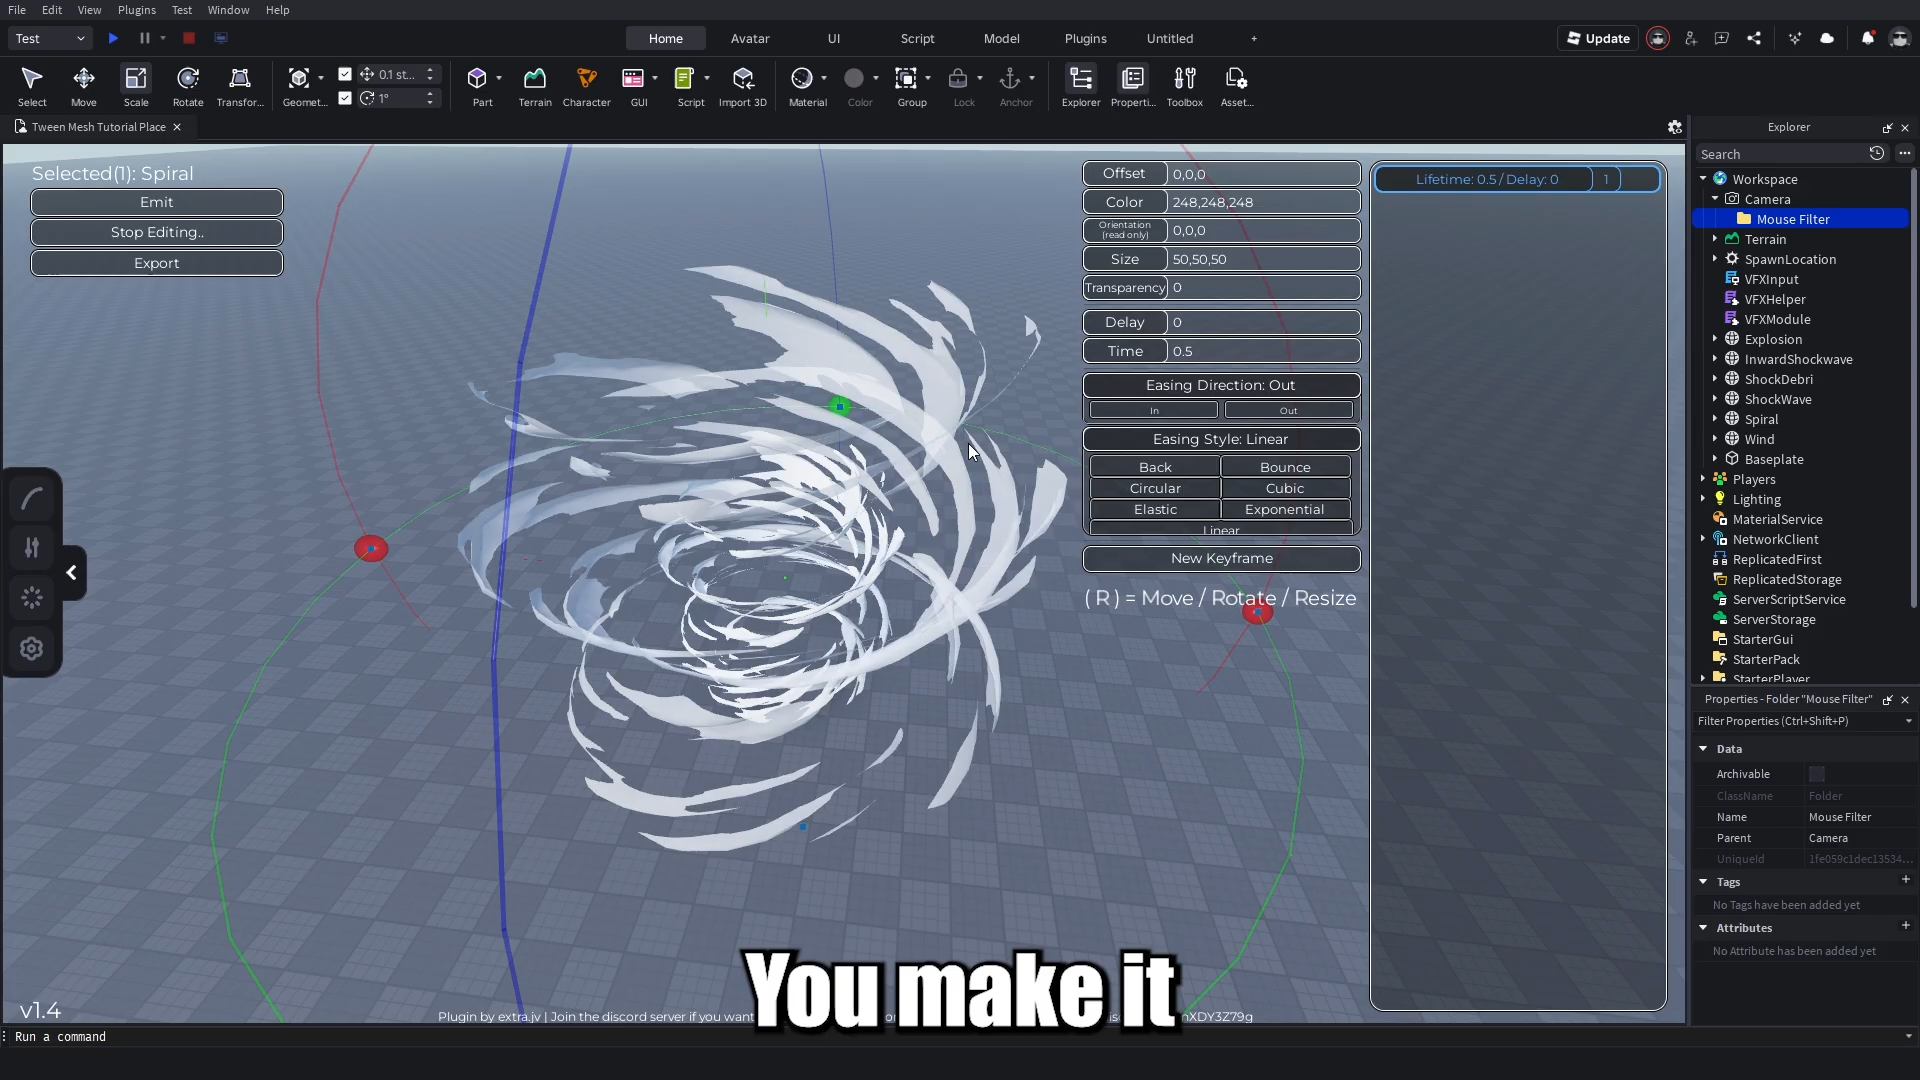 File Edit View Plugins Test Window Help
Test
Home Avatar UI Script Model Plugins Untitled +
Update
Select Move Scale Rotate Transfor... Geomet...
0.1 st...
1°
Part Terrain Character GUI Script Import 3D Material Color Group Lock Anchor Explorer Properti... Toolbox Asset...
Tween Mesh Tutorial Place
Selected(1): Spiral
Emit
Stop Editing..
Export
Offset 0,0,0
Color 248,248,248
Orientation
(read only) 0,0,0
Size 50,50,50
Transparency 0
Delay 0
Time 0.5
Easing Direction: Out
In Out
Easing Style: Linear
Back Bounce
Circular Cubic
Elastic Exponential
Linear
New Keyframe
( R ) = Move / Rotate / Resize
Lifetime: 0.5 / Delay: 0 1
v1.4
Plugin by extra.jv | Join the discord server if you want
nXDY3Z79g
You make it
Run a command
Explorer
Search
Workspace
Camera
Mouse Filter
Terrain
SpawnLocation
VFXInput
VFXHelper
VFXModule
Explosion
InwardShockwave
ShockDebri
ShockWave
Spiral
Wind
Baseplate
Players
Lighting
MaterialService
NetworkClient
ReplicatedFirst
ReplicatedStorage
ServerScriptService
ServerStorage
StarterGui
StarterPack
StarterPlayer
Properties - Folder "Mouse Filter"
Filter Properties (Ctrl+Shift+P)
Data
Archivable
ClassName Folder
Name Mouse Filter
Parent Camera
UniqueId 1fe059c1dec13534...
Tags +
No Tags have been added yet
Attributes +
No Attribute has been added yet